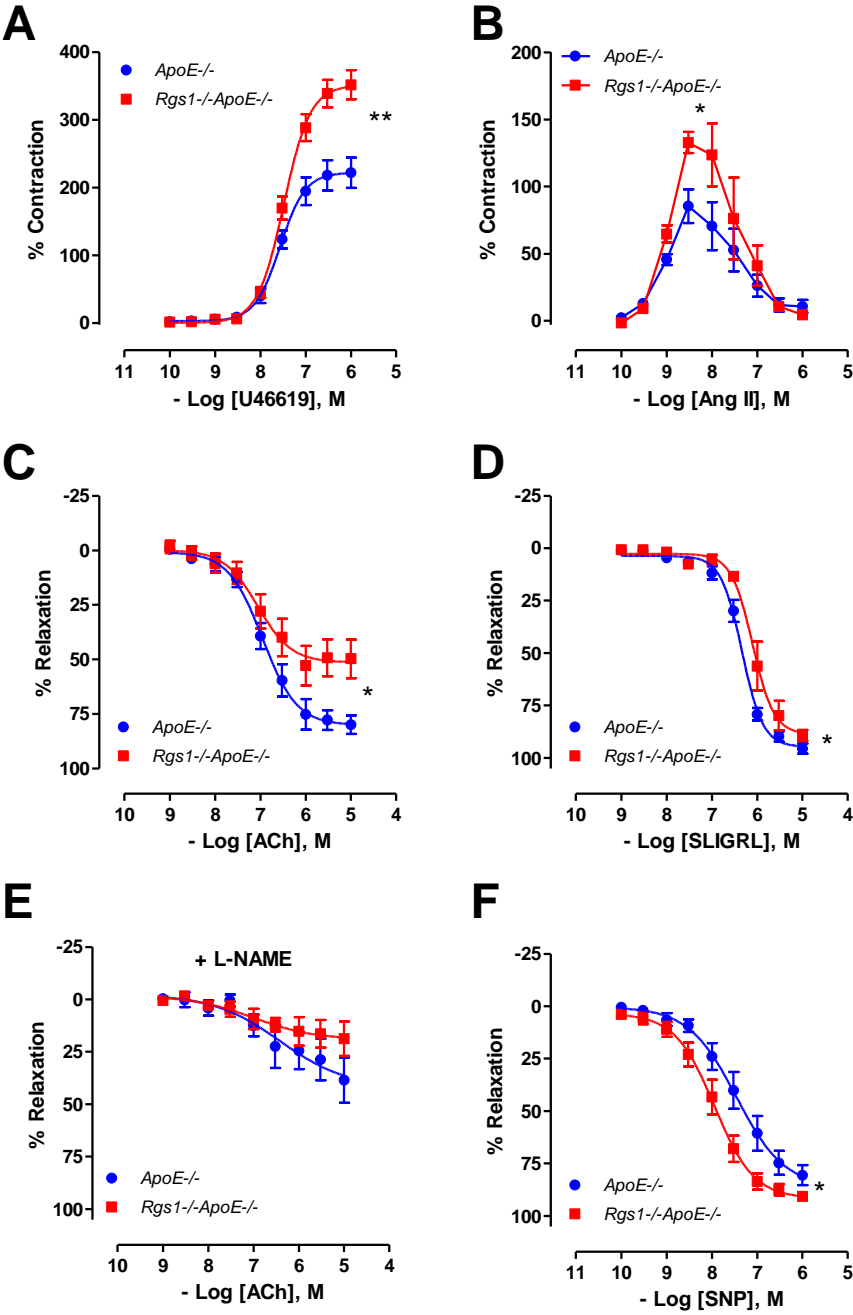 A
400
300
200
100
0
% Contraction
ApoE-/-
Rgs1-/-ApoE-/-
**
11 10 9 8 7 6 5
- Log [U46619], M
B
200
150
100
50
0
% Contraction
ApoE-/-
Rgs1-/-ApoE-/-
*
11 10 9 8 7 6 5
- Log [Ang II], M
C
-25
0
25
50
75
100
% Relaxation
*
ApoE-/-
Rgs1-/-ApoE-/-
10 9 8 7 6 5 4
- Log [ACh], M
D
-25
0
25
50
75
100
% Relaxation
*
ApoE-/-
Rgs1-/-ApoE-/-
10 9 8 7 6 5 4
- Log [SLIGRL], M
E
-25
0
25
50
75
100
% Relaxation
+ L-NAME
ApoE-/-
Rgs1-/-ApoE-/-
10 9 8 7 6 5 4
- Log [ACh], M
F
-25
0
25
50
75
100
% Relaxation
*
ApoE-/-
Rgs1-/-ApoE-/-
11 10 9 8 7 6 5
- Log [SNP], M